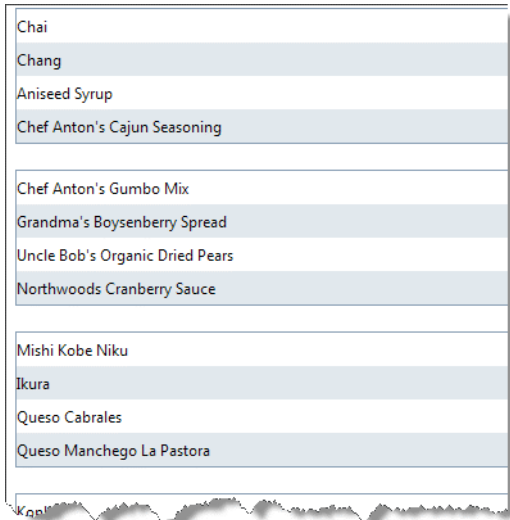 Chai
Chang
Aniseed Syrup
Chef Anton's Cajun Seasoning
Chef Anton's Gumbo Mix
Grandma's Boysenberry Spread
Uncle Bob's Organic Dried Pears
Northwoods Cranberry Sauce
Mishi Kobe Niku
Ikura
Queso Cabrales
Queso Manchego La Pastora